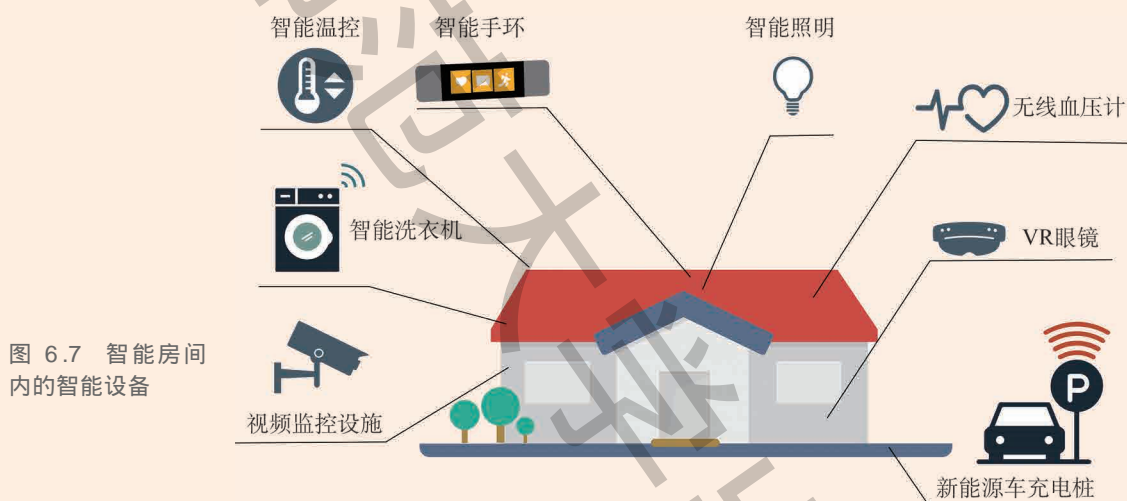 智能温控
智能手环
智能照明
无线血压计
智能洗衣机
VR眼镜
图 6.7 智能房间
内的智能设备
P
视频监控设施
新能源车充电桩